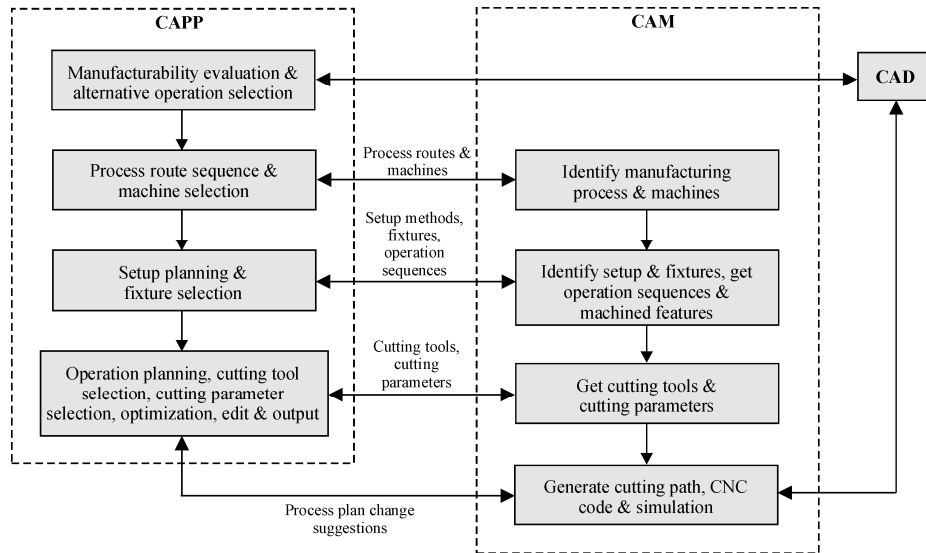 CAPP
CAM
Manufacturability evaluation &
alternative operation selection
CAD
Process routes &
machines
Process route sequence &
machine selection
Identify manufacturing
process & machines
Setup methods,
fixtures,
operation
sequences
Setup planning &
fixture selection
Identify setup & fixtures, get
operation sequences &
machined features
Cutting tools,
cutting
parameters
Operation planning, cutting tool
selection, cutting parameter
selection, optimization, edit & output
Get cutting tools &
cutting parameters
Generate cutting path, CNC
code & simulation
Process plan change
suggestions